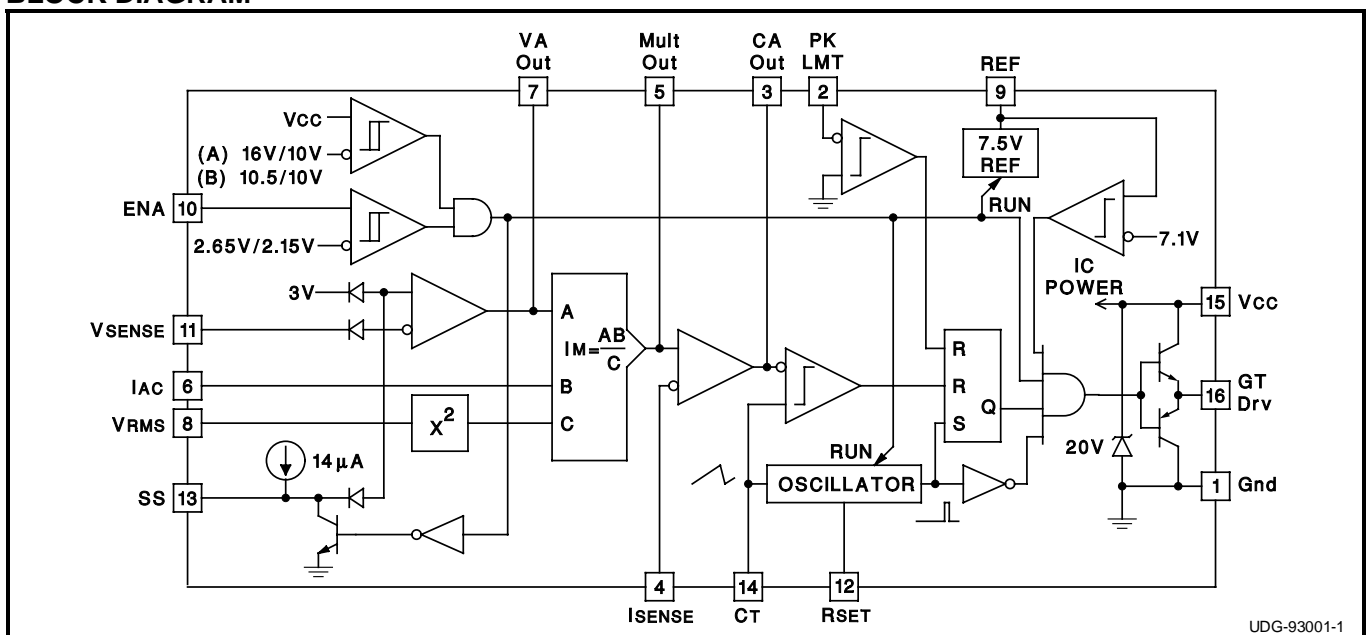 BLOCK DIAGRAM
VA Out
7
Mult Out
5
CA Out
3
PK LMT
2
REF
9
VCC
(A) 16V/10V
(B) 10.5/10V
7.5V REF
ENA 10
RUN
2.65V/2.15V
7.1V
3V
IC POWER
15 VCC
VSENSE 11
A
IM=AB/C
R
IAC 6
B
R
Q
16 GT Drv
VRMS 8
X²
C
S
20V
14µA
RUN
SS 13
OSCILLATOR
1 Gnd
4
ISENSE
14
CT
12
RSET
UDG-93001-1